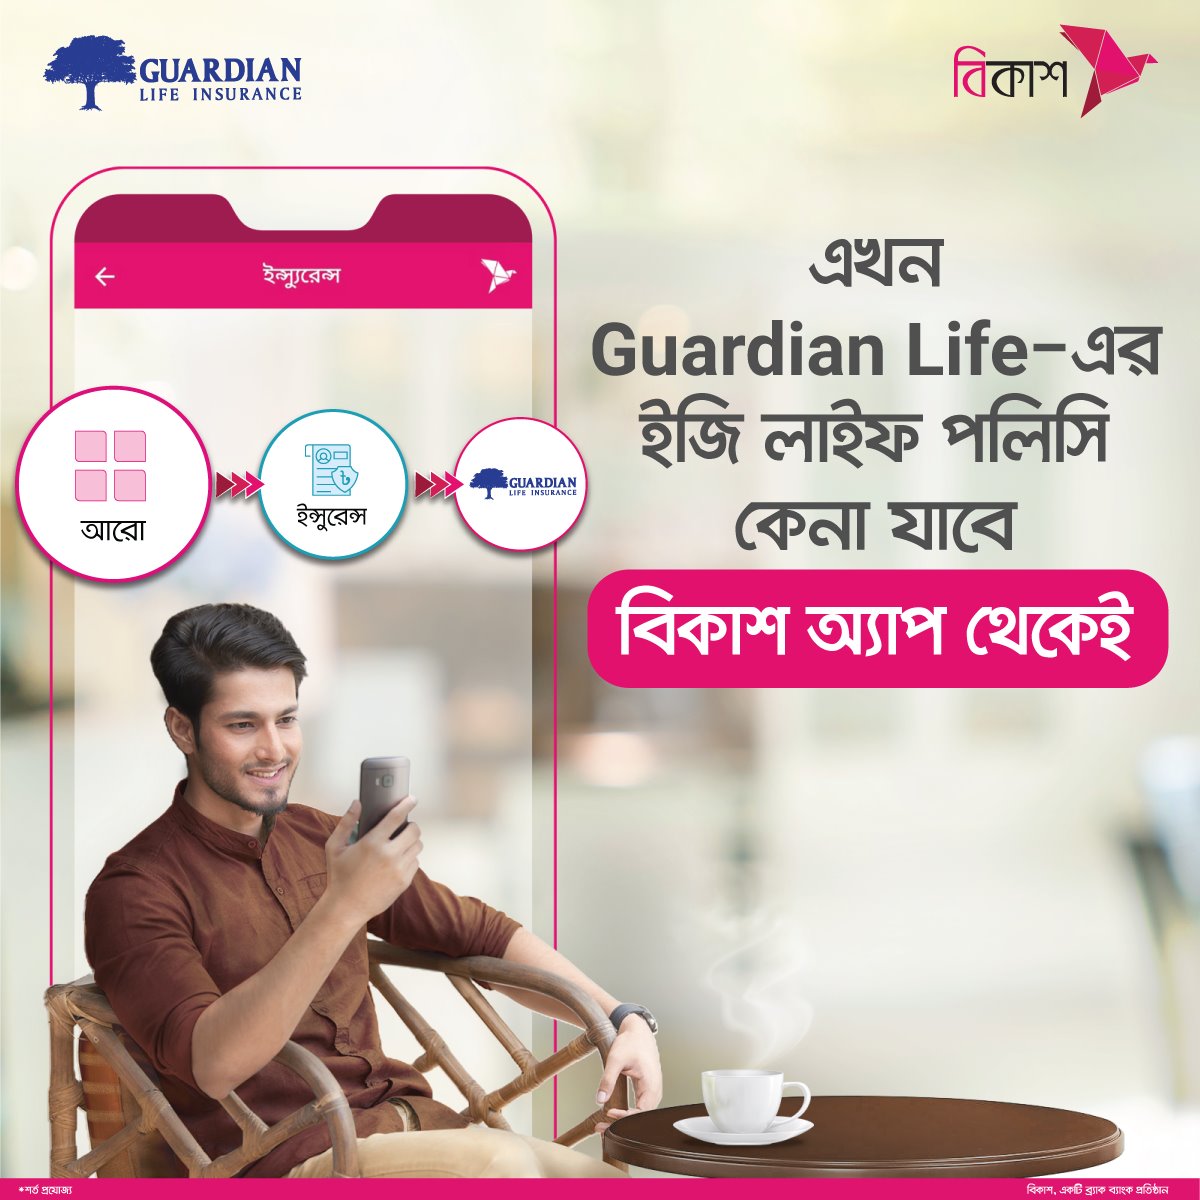 GUARDIAN
LIFE INSURANCE
বিকাশ
ইন্স্যুরেন্স
আরো
ইন্সুরেন্স
GUARDIAN
LIFE INSURANCE
এখন
Guardian Life-এর
ইজি লাইফ পলিসি
কেনা যাবে
বিকাশ অ্যাপ থেকেই
*শর্ত প্রযোজ্য
বিকাশ, একটি ব্র্যাক ব্যাংক প্রতিষ্ঠান